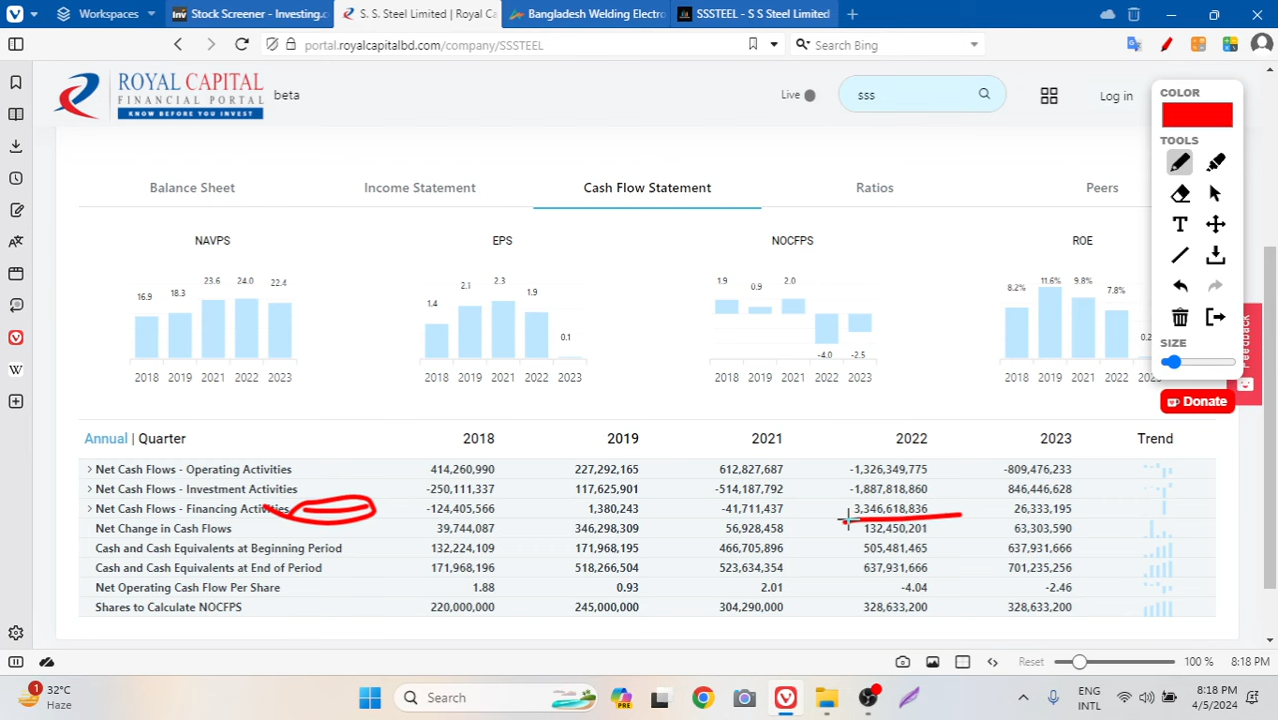 Workspaces
Stock Screener - Investing.c
S. S. Steel Limited | Royal Ca
Bangladesh Welding Electro
SSSTEEL - S S Steel Limited
portal.royalcapitalbd.com/company/SSSTEEL
Search Bing
ROYAL CAPITAL
FINANCIAL PORTAL
KNOW BEFORE YOU INVEST
beta
Live
sss
Log in
COLOR
TOOLS
SIZE
Donate
Feedback
Balance Sheet
Income Statement
Cash Flow Statement
Ratios
Peers
NAVPS
16.9 18.3 23.6 24.0 22.4
2018 2019 2021 2022 2023
EPS
1.4 2.1 2.3 1.9 0.1
2018 2019 2021 2022 2023
NOCFPS
1.9 0.9 2.0 -4.0 -2.5
2018 2019 2021 2022 2023
ROE
8.2% 11.6% 9.8% 7.8% 0.2
2018 2019 2021 2022 202
Annual | Quarter 2018 2019 2021 2022 2023 Trend
Net Cash Flows - Operating Activities 414,260,990 227,292,165 612,827,687 -1,326,349,775 -809,476,233
Net Cash Flows - Investment Activities -250,111,337 117,625,901 -514,187,792 -1,887,818,860 846,446,628
Net Cash Flows - Financing Activities -124,405,566 1,380,243 -41,711,437 3,346,618,836 26,333,195
Net Change in Cash Flows 39,744,087 346,298,309 56,928,458 132,450,201 63,303,590
Cash and Cash Equivalents at Beginning Period 132,224,109 171,968,195 466,705,896 505,481,465 637,931,666
Cash and Cash Equivalents at End of Period 171,968,196 518,266,504 523,634,354 637,931,666 701,235,256
Net Operating Cash Flow Per Share 1.88 0.93 2.01 -4.04 -2.46
Shares to Calculate NOCFPS 220,000,000 245,000,000 304,290,000 328,633,200 328,633,200
Reset
100 %
8:18 PM
1
32°C
Haze
Search
PRE
ENG
INTL
8:18 PM
4/5/2024